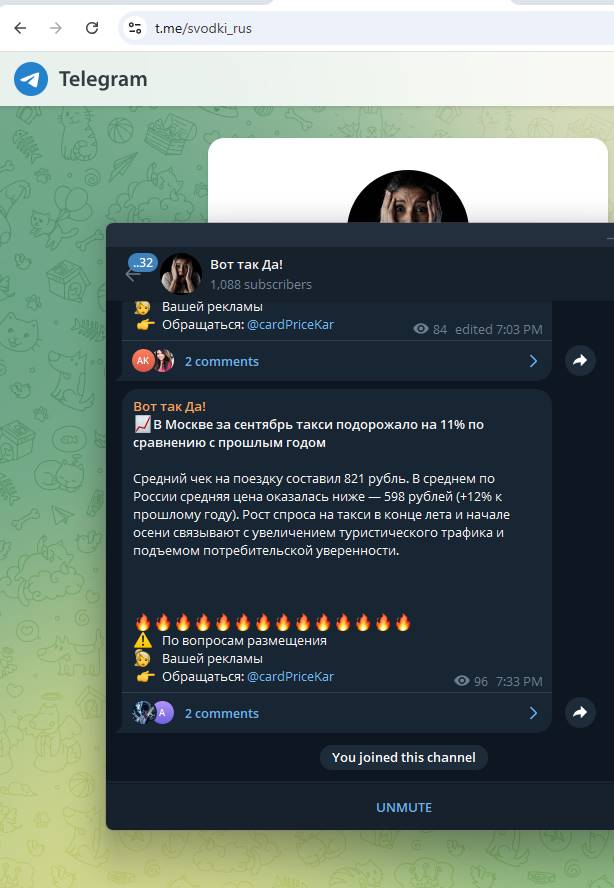 t.me/svodki_rus
Telegram
..32
Вот так Да!
1,088 subscribers
Вашей рекламы
👉 Обращаться: @cardPriceKar
84 edited 7:03 PM
AK
2 comments
Вот так Да!
📈В Москве за сентябрь такси подорожало на 11% по
сравнению с прошлым годом
Средний чек на поездку составил 821 рубль. В среднем по
России средняя цена оказалась ниже — 598 рублей (+12% к
прошлому году). Рост спроса на такси в конце лета и начале
осени связывают с увеличением туристического трафика и
подъемом потребительской уверенности.
🔥🔥🔥🔥🔥🔥🔥🔥🔥🔥🔥🔥🔥🔥
⚠️ По вопросам размещения
Вашей рекламы
👉 Обращаться: @cardPriceKar
96 7:33 PM
A
2 comments
You joined this channel
UNMUTE